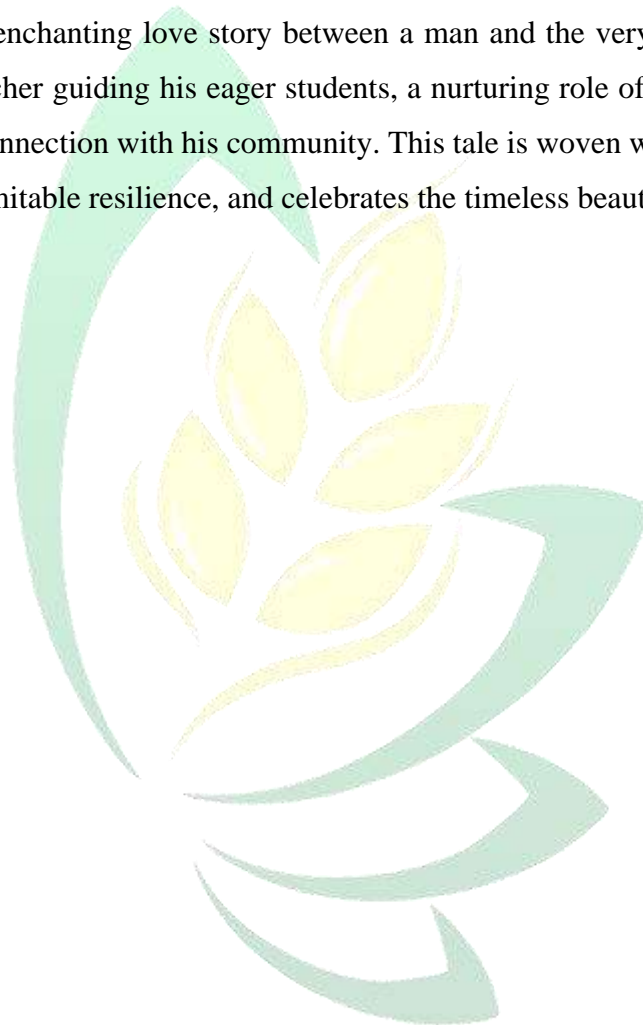 enchanting love story between a man and the very
cher guiding his eager students, a nurturing role of
nnection with his community. This tale is woven w
nitable resilience, and celebrates the timeless beaut